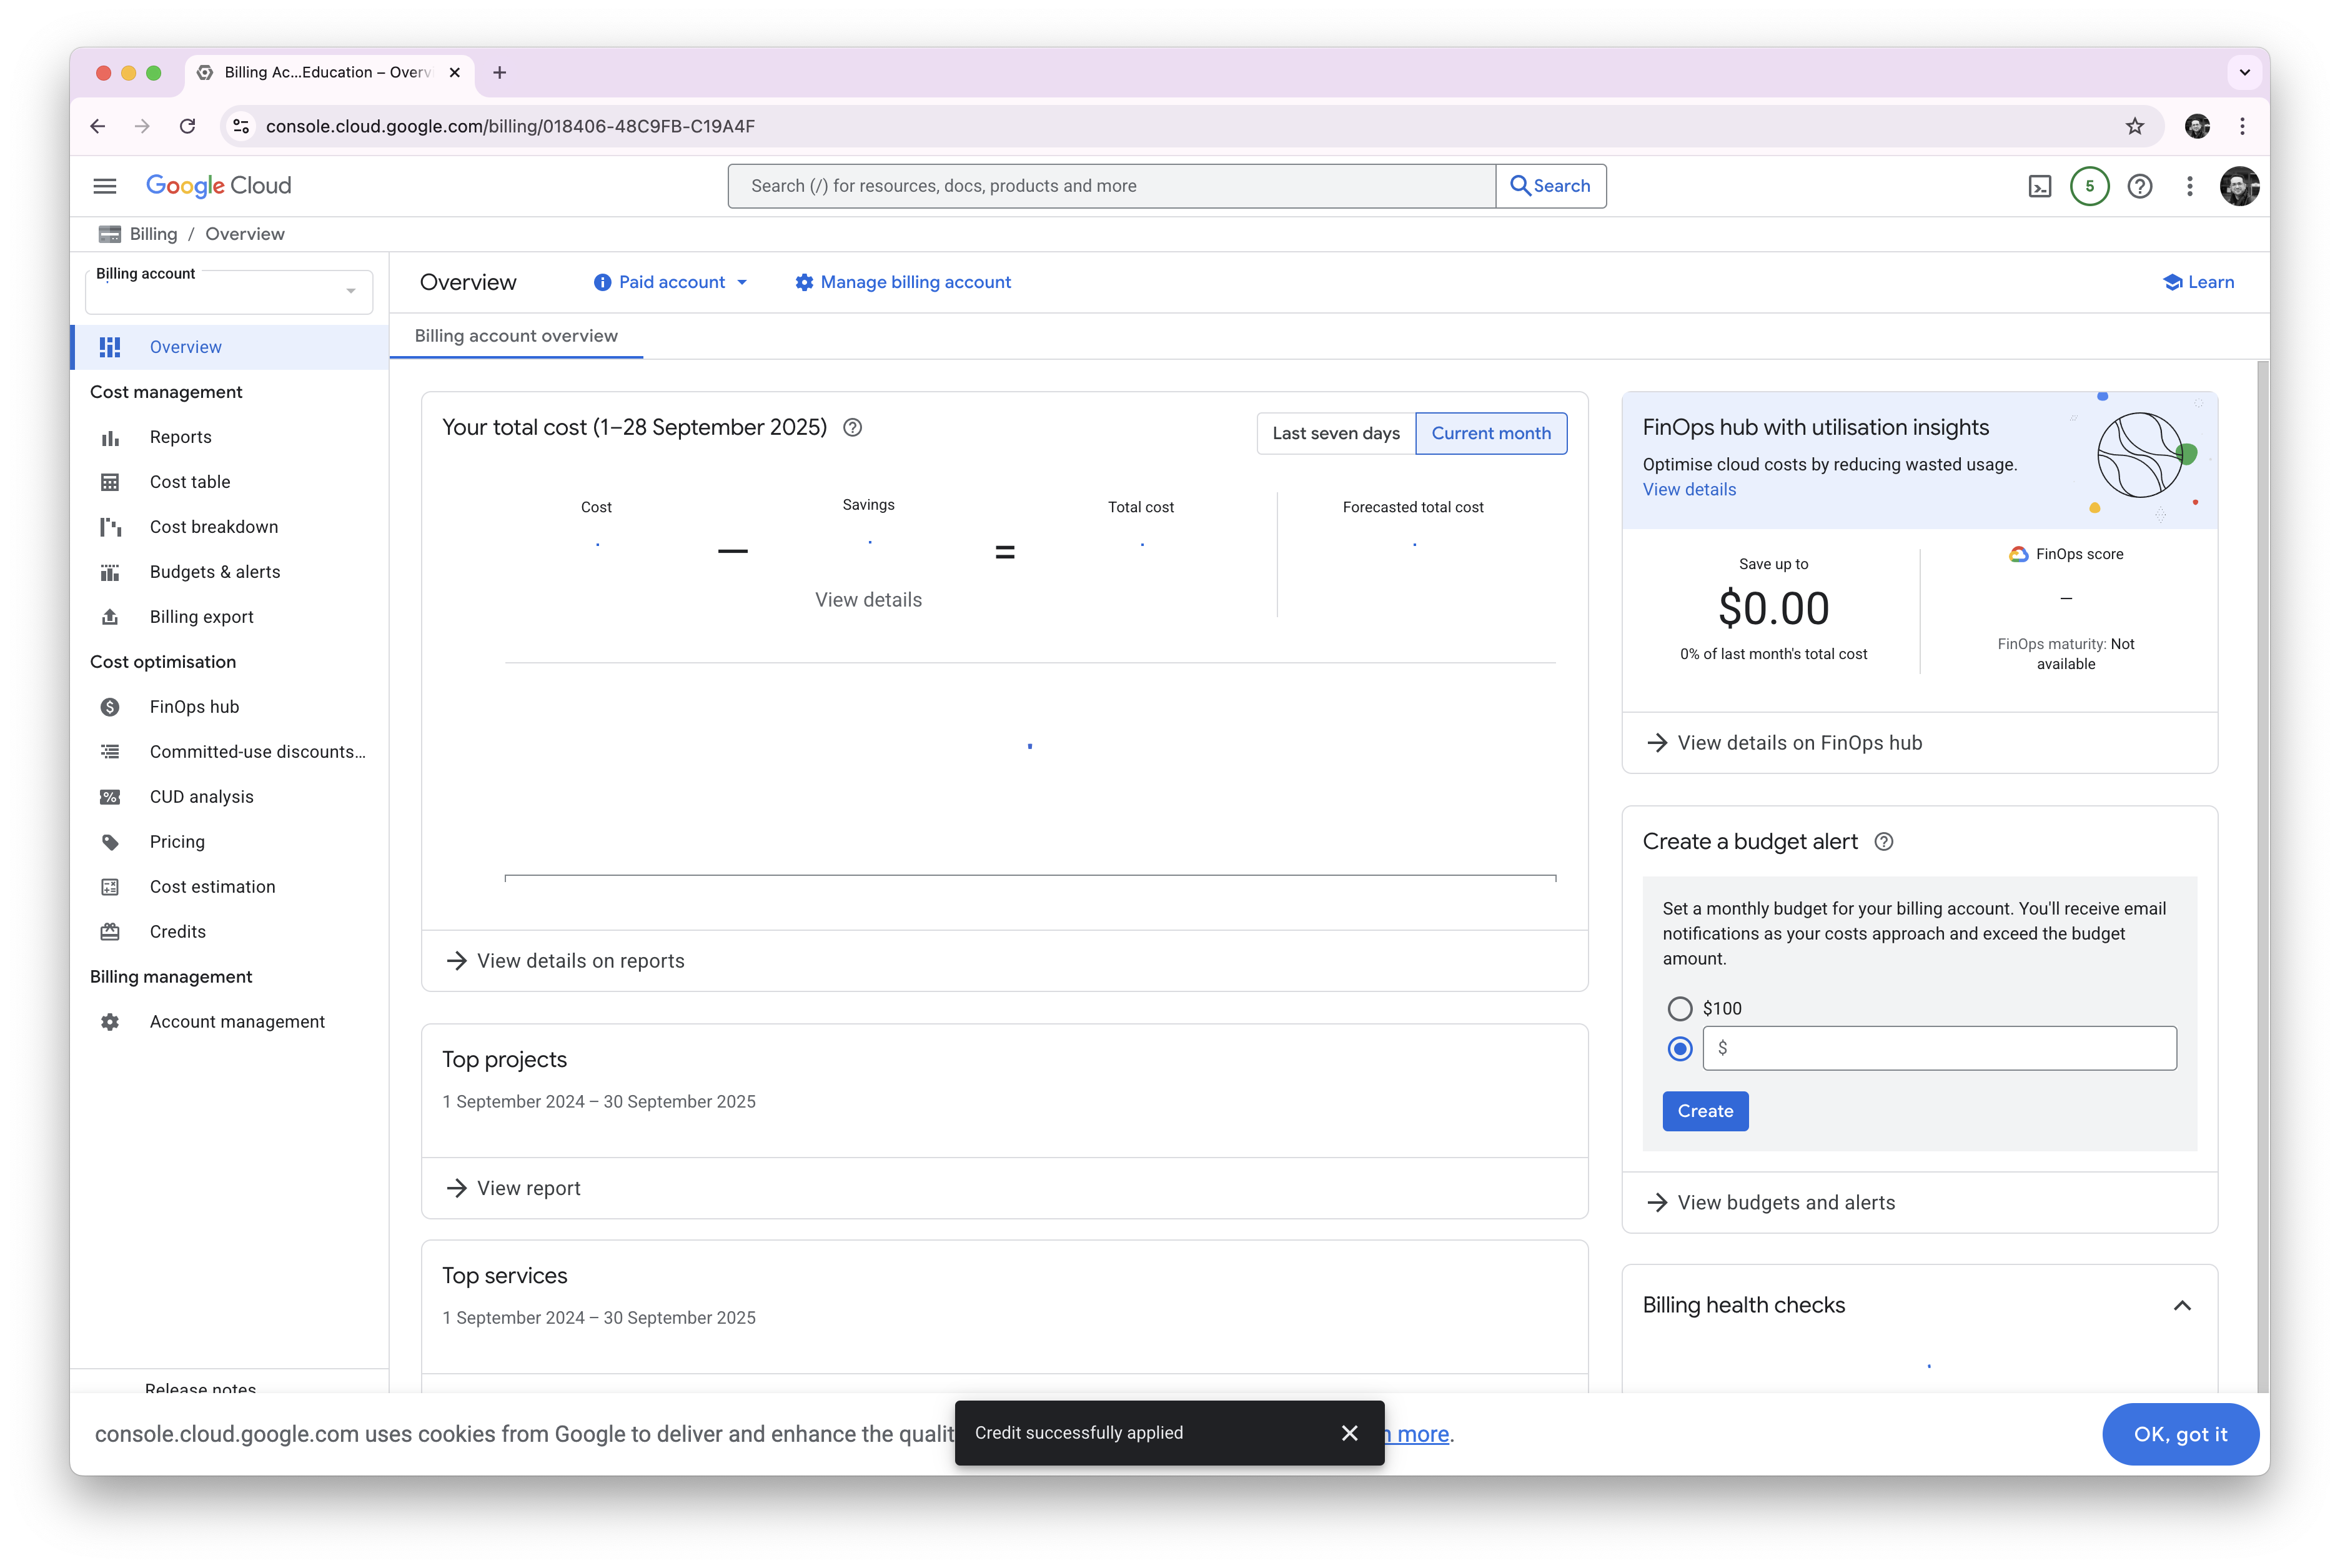 Billing Ac...Education – Overv
console.cloud.google.com/billing/018406-48C9FB-C19A4F
Google Cloud
Search (/) for resources, docs, products and more
Search
5
Billing / Overview
Billing account
Overview
Paid account
Manage billing account
Learn
Billing account overview
Overview
Cost management
Reports
Cost table
Cost breakdown
Budgets & alerts
Billing export
Cost optimisation
FinOps hub
Committed-use discounts...
CUD analysis
Pricing
Cost estimation
Credits
Billing management
Account management
Release notes
Your total cost (1–28 September 2025)
Last seven days
Current month
Cost
—
Savings
=
Total cost
Forecasted total cost
View details
View details on reports
Top projects
1 September 2024 – 30 September 2025
View report
Top services
1 September 2024 – 30 September 2025
FinOps hub with utilisation insights
Optimise cloud costs by reducing wasted usage.
View details
Save up to
$0.00
0% of last month's total cost
FinOps score
–
FinOps maturity: Not
available
View details on FinOps hub
Create a budget alert
Set a monthly budget for your billing account. You'll receive email
notifications as your costs approach and exceed the budget
amount.
$100
$
Create
View budgets and alerts
Billing health checks
console.cloud.google.com uses cookies from Google to deliver and enhance the qualit
Credit successfully applied
n more.
OK, got it